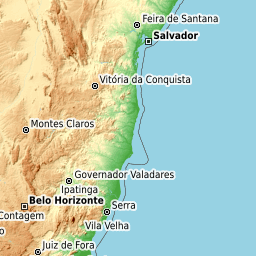 Feira de Santana
Salvador
Vitória da Conquista
Montes Claros
Governador Valadares
Ipatinga
Belo Horizonte
Contagem
Serra
Vila Velha
Juiz de Fora